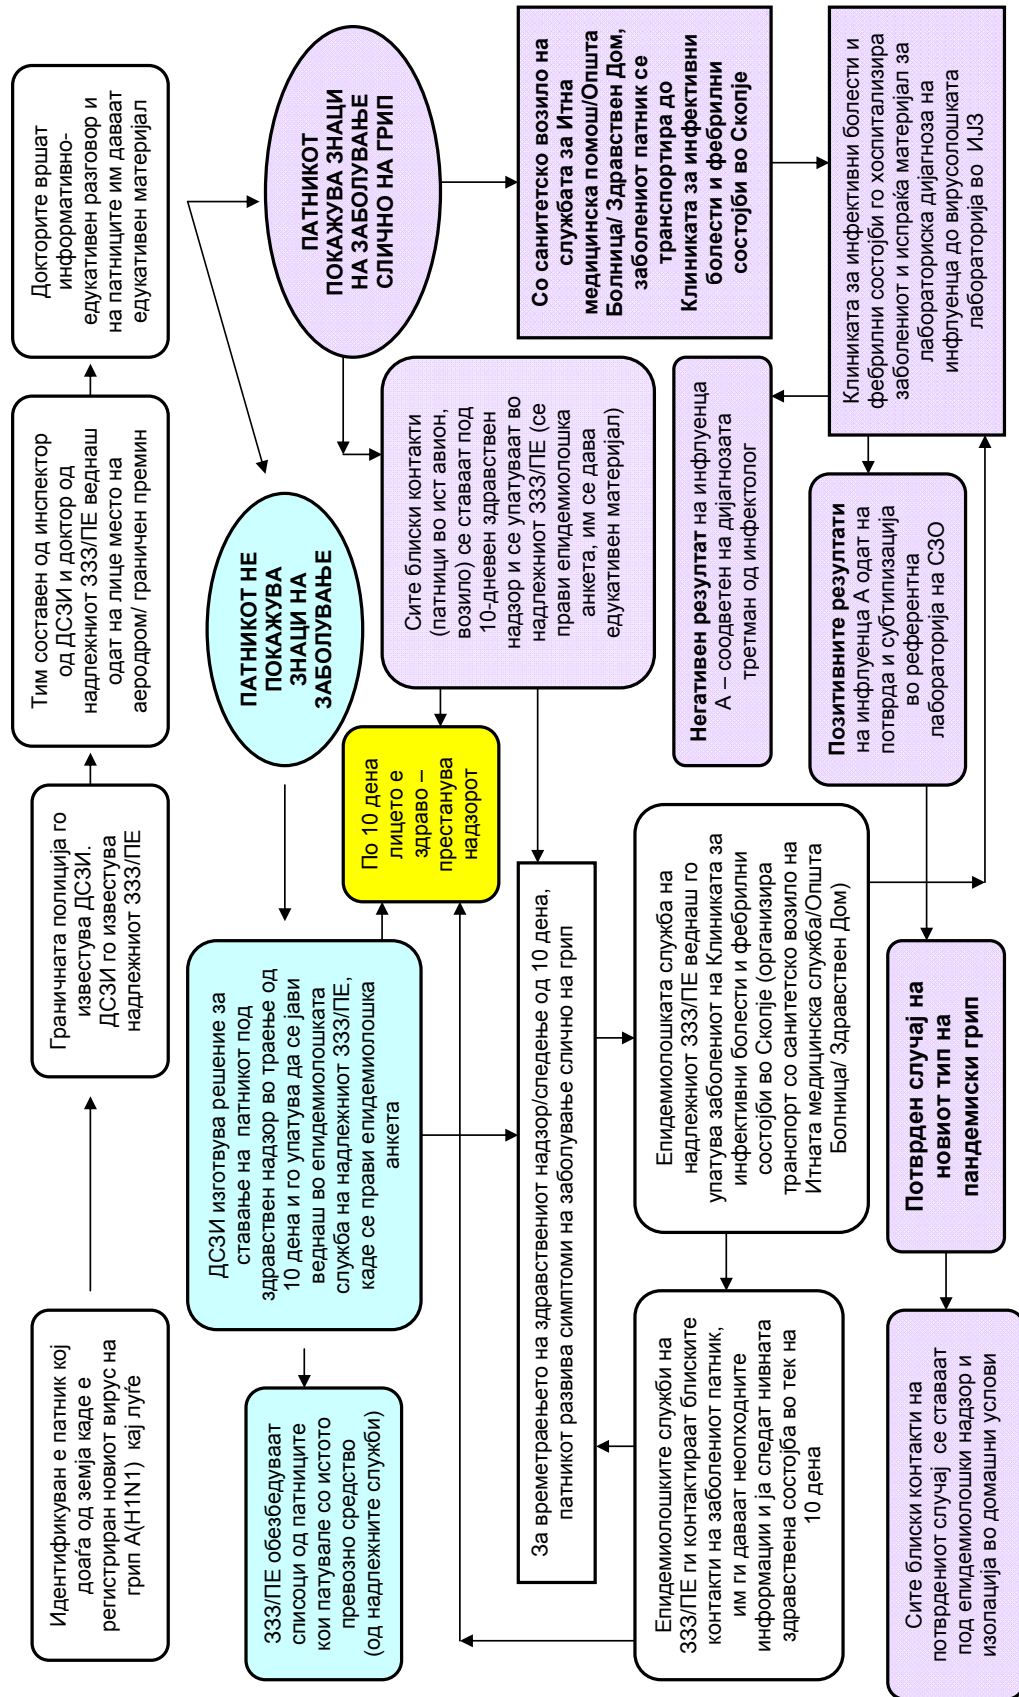 Идентификуван е патник кој
доаѓа од земја каде е
регистриран новиот вирус на
грип А(H1N1) кај луѓе
Граничната полиција го
известува ДСЗИ.
ДСЗИ го известува
надлежниот ЗЗЗ/ПЕ
Тим составен од инспектор
од ДСЗИ и доктор од
надлежниот ЗЗЗ/ПЕ веднаш
одат на лице место на
аеродром/ граничен премин
Докторите вршат
информативно-
едукативен разговор и
на патниците им даваат
едукативен материјал
ПАТНИКОТ НЕ
ПОКАЖУВА
ЗНАЦИ НА
ЗАБОЛУВАЊЕ
ПАТНИКОТ
ПОКАЖУВА ЗНАЦИ
НА ЗАБОЛУВАЊЕ
СЛИЧНО НА ГРИП
ДСЗИ изготвува решение за
ставање на патникот под
здравствен надзор во траење од
10 дена и го упатува да се јави
веднаш во епидемиолошката
служба на надлежниот ЗЗЗ/ПЕ,
каде се прави епидемиолошка
анкета
ЗЗЗ/ПЕ обезбедуваат
списоци од патниците
кои патувале со истото
превозно средство
(од надлежните служби)
По 10 дена
лицето е
здраво –
престанува
надзорот
Сите блиски контакти
(патници во ист авион,
возило) се ставаат под
10-дневен здравствен
надзор и се упатуваат во
надлежниот ЗЗЗ/ПЕ (се
прави епидемиолошка
анкета, им се дава
едукативен материјал)
Со санитетско возило на
службата за Итна
медицинска помош/Општа
Болница/ Здравствен Дом,
заболениот патник се
транспортира до
Клиниката за инфективни
болести и фебрилни
состојби во Скопје
За времетраењето на здравствениот надзор/следење од 10 дена,
патникот развива симптоми на заболување слично на грип
Епидемиолошките служби на
ЗЗЗ/ПЕ ги контактираат блиските
контакти на заболениот патник,
им ги даваат неопходните
информации и ја следат нивната
здравствена состојба во тек на
10 дена
Епидемиолошката служба на
надлежниот ЗЗЗ/ПЕ веднаш го
упатува заболениот на Клиниката за
инфективни болести и фебрилни
состојби во Скопје (организира
транспорт со санитетско возило на
Итната медицинска служба/Општа
Болница/ Здравствен Дом)
Негативен резултат на инфлуенца
А – соодветен на дијагнозата
третман од инфектолог
Клиниката за инфективни болести и
фебрилни состојби го хоспитализира
заболениот и испраќа материјал за
лабораториска дијагноза на
инфлуенца до вирусолошката
лабораторија во ИЈЗ
Позитивните резултати
на инфлуенца А одат на
потврда и субтипизација
во референтна
лабораторија на СЗО
Потврден случај на
новиот тип на
пандемиски грип
Сите блиски контакти на
потврдениот случај се ставаат
под епидемиолошки надзор и
изолација во домашни услови